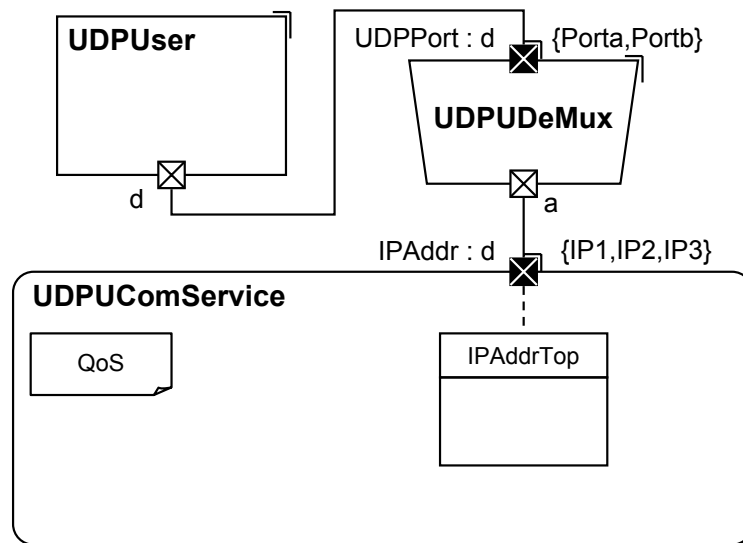 UDPUser
UDPPort : d
{Porta,Portb}
UDPUDeMux
d
a
IPAddr : d
{IP1,IP2,IP3}
UDPUComService
QoS
IPAddrTop